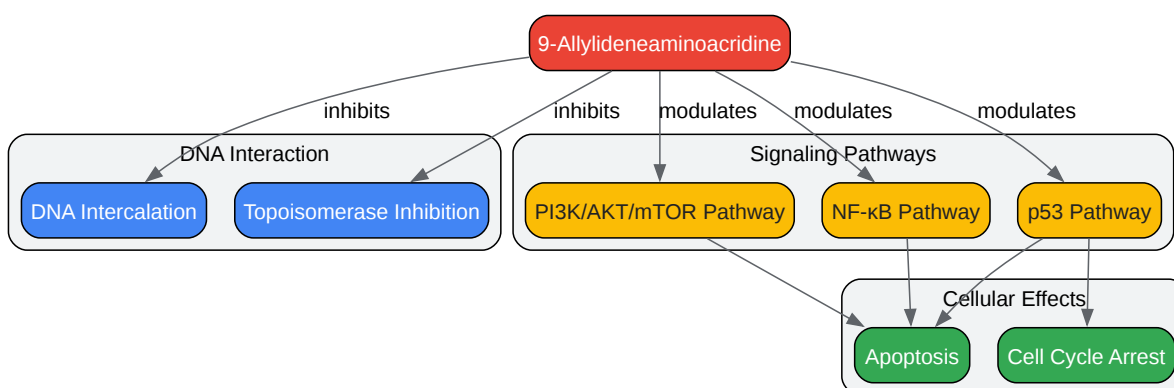 9-Allylideneaminoacridine
inhibits
inhibits
modulates
modulates
modulates
DNA Interaction
Signaling Pathways
DNA Intercalation
Topoisomerase Inhibition
PI3K/AKT/mTOR Pathway
NF-κB Pathway
p53 Pathway
Cellular Effects
Apoptosis
Cell Cycle Arrest